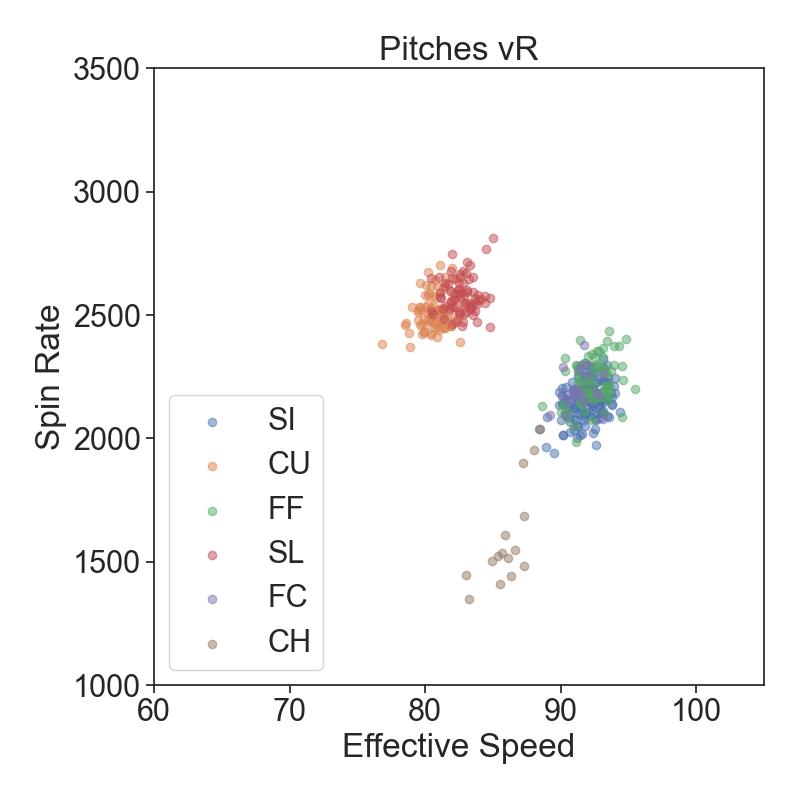 Pitches vR
3500
3000
2500
2000
1500
1000
Spin Rate
SI
CU
FF
SL
FC
CH
60
70
80
90
100
Effective Speed